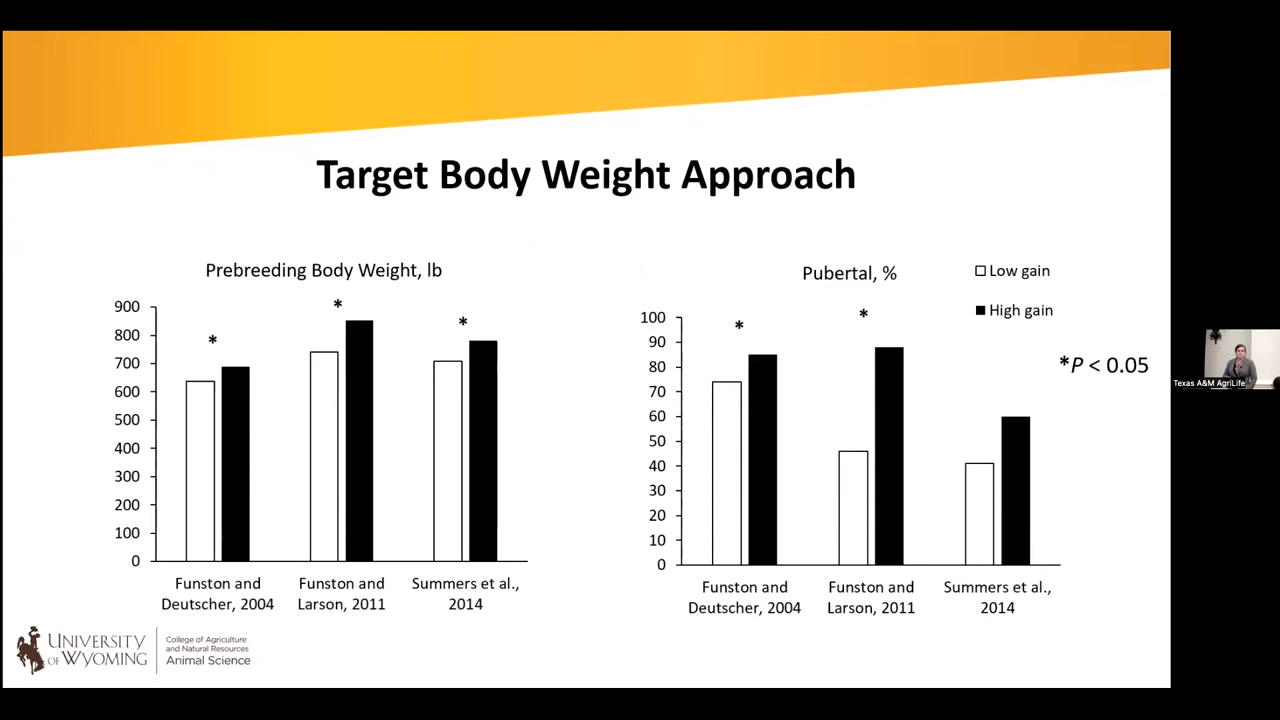 Target Body Weight Approach
Prebreeding Body Weight, lb
900
800
700
600
500
400
300
200
100
0
*
*
*
Funston and
Deutscher, 2004
Funston and
Larson, 2011
Summers et al.,
2014
Pubertal, %
Low gain
High gain
*P < 0.05
100
90
80
70
60
50
40
30
20
10
0
*
*
Funston and
Deutscher, 2004
Funston and
Larson, 2011
Summers et al.,
2014
UNIVERSITY
OF WYOMING
College of Agriculture
and Natural Resources
Animal Science
Texas A&M AgriLife